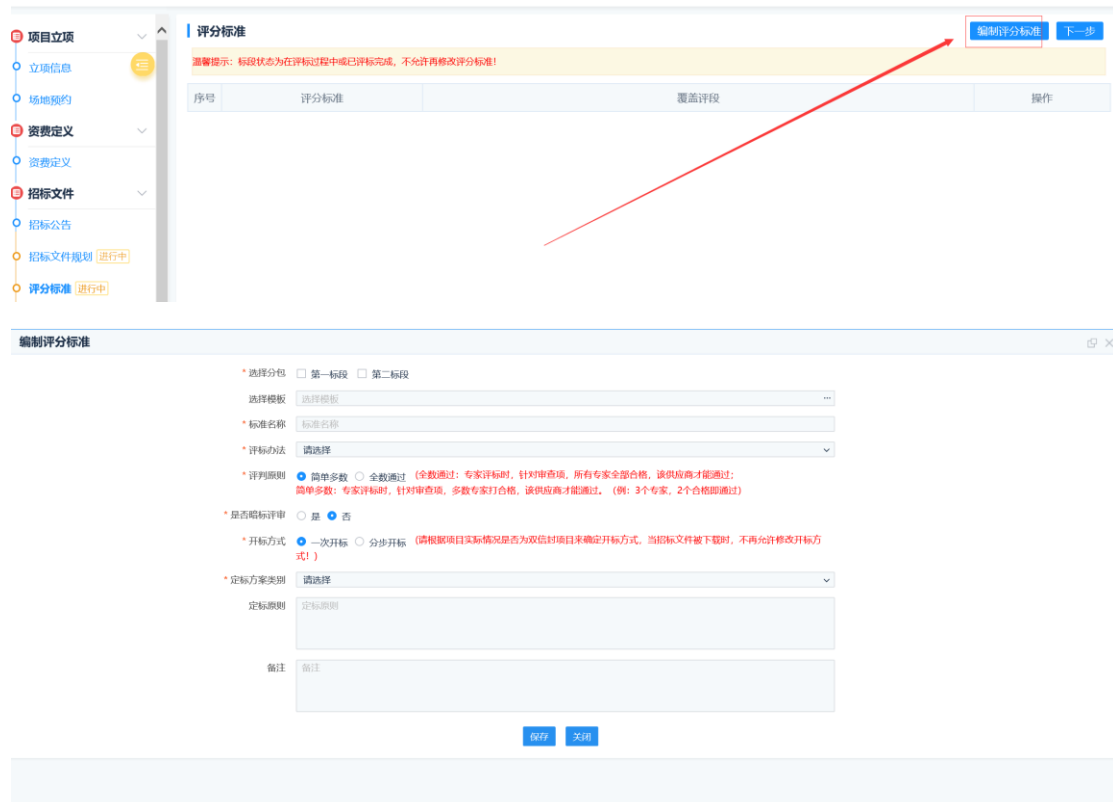 项目立项
立项信息
场地预约
资费定义
资费定义
招标文件
招标公告
招标文件规划 进行中
评分标准 进行中
评分标准
编制评分标准 下一步
温馨提示：标段状态为在评标过程中或已评标完成，不允许再修改评分标准！
序号 评分标准 覆盖评段 操作
编制评分标准
* 选择分包 第一标段 第二标段
选择模板 选择模板 ...
* 标准名称 标准名称
* 评标办法 请选择
* 评判原则 简单多数 全数通过 (全数通过：专家评标时，针对审查项，所有专家全部合格，该供应商才能通过；
简单多数：专家评标时，针对审查项，多数专家打合格，该供应商才能通过。（例：3个专家，2个合格即通过）
* 是否暗标评审 是 否
* 开标方式 一次开标 分步开标 (请根据项目实际情况是否为双信封项目来确定开标方式，当招标文件被下载时，不再允许修改开标方
式！)
* 定标方案类别 请选择
定标原则 定标原则
备注 备注
保存 关闭